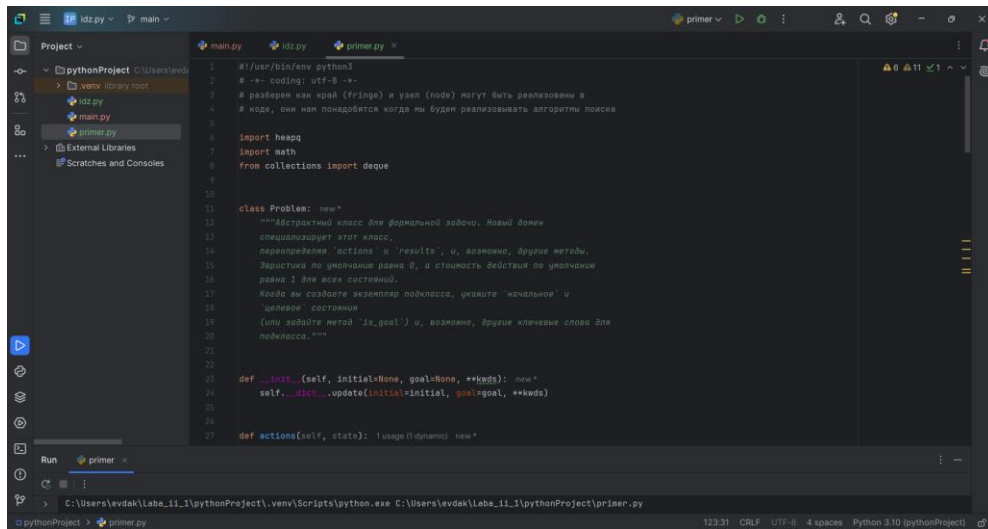 IP idz.py main primer
Project main.py idz.py primer.py
pythonProject C:\Users\evda
.venv library root
idz.py
main.py
primer.py
External Libraries
Scratches and Consoles
6 11 1
1 #!/usr/bin/env python3
2 # -*- coding: utf-8 -*-
3 # разберем как край (fringe) и узел (node) могут быть реализованы в
4 # коде, они нам понадобятся когда мы будем реализовывать алгоритмы поиска
5
6 import heapq
7 import math
8 from collections import deque
9
10
11 class Problem: new *
12 """Абстрактный класс для формальной задачи. Новый домен
13 специализирует этот класс,
14 переопределяя `actions` и `results`, и, возможно, другие методы.
15 Эвристика по умолчанию равна 0, а стоимость действия по умолчанию
16 равна 1 для всех состояний.
17 Когда вы создаете экземпляр подкласса, укажите `начальное` и
18 `целевое` состояния
19 (или задайте метод `is_goal`) и, возможно, другие ключевые слова для
20 подкласса."""
21
22
23 def __init__(self, initial=None, goal=None, **kwds): new *
24 self.__dict__.update(initial=initial, goal=goal, **kwds)
25
26
27 def actions(self, state): 1 usage (1 dynamic) new *
Run primer
C:\Users\evdak\Laba_ii_1\pythonProject\.venv\Scripts\python.exe C:\Users\evdak\Laba_ii_1\pythonProject\primer.py
pythonProject > primer.py 123:31 CRLF UTF-8 4 spaces Python 3.10 (pythonProject)